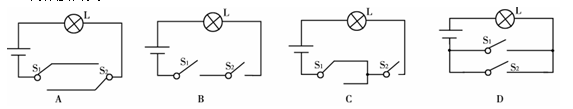 L L L L
S₁ S₂ S₁ S₂ S₁ S₂ S₁
S₂
A B C D